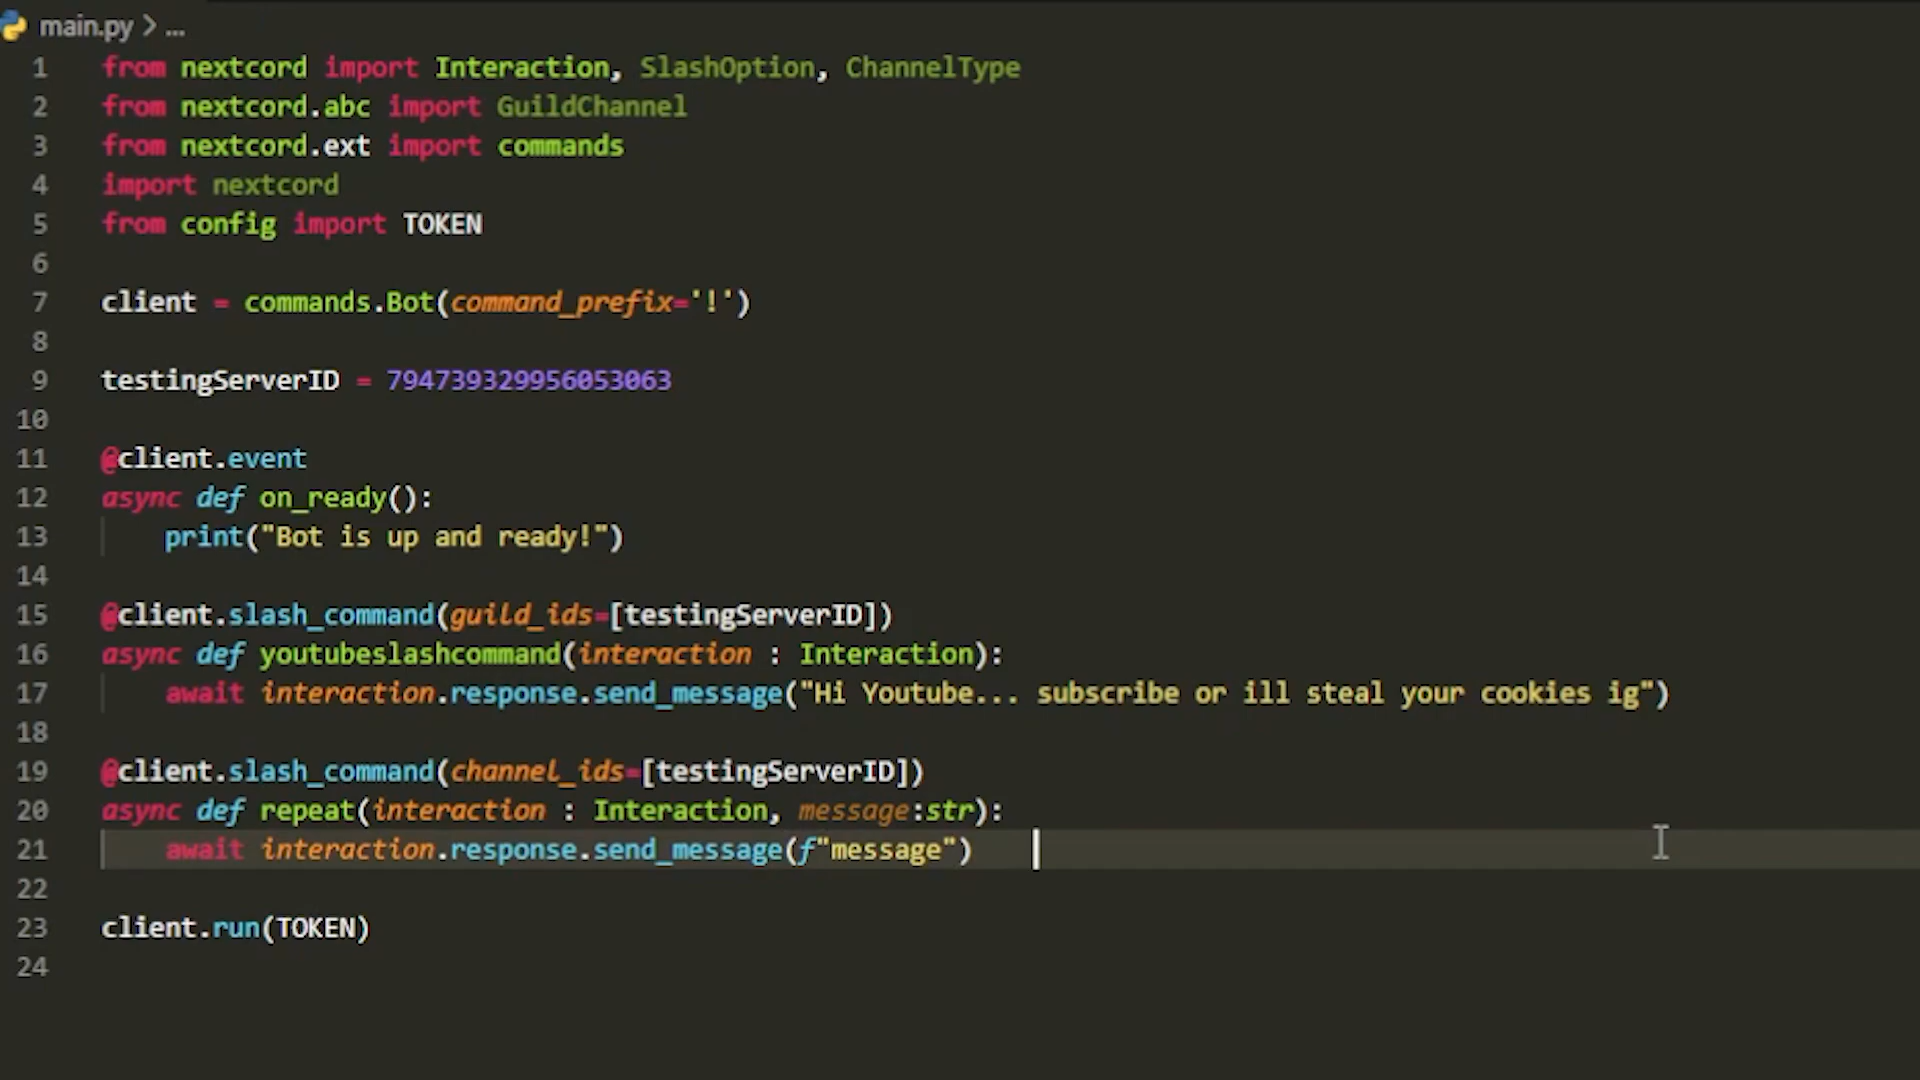 main.py > ...
1 from nextcord import Interaction, SlashOption, ChannelType
2 from nextcord.abc import GuildChannel
3 from nextcord.ext import commands
4 import nextcord
5 from config import TOKEN
6
7 client = commands.Bot(command_prefix='!')
8
9 testingServerID = 794739329956053063
10
11 @client.event
12 async def on_ready():
13     print("Bot is up and ready!")
14
15 @client.slash_command(guild_ids=[testingServerID])
16 async def youtubeslashcommand(interaction : Interaction):
17     await interaction.response.send_message("Hi Youtube... subscribe or ill steal your cookies ig")
18
19 @client.slash_command(channel_ids=[testingServerID])
20 async def repeat(interaction : Interaction, message:str):
21     await interaction.response.send_message(f"message")
22
23 client.run(TOKEN)
24